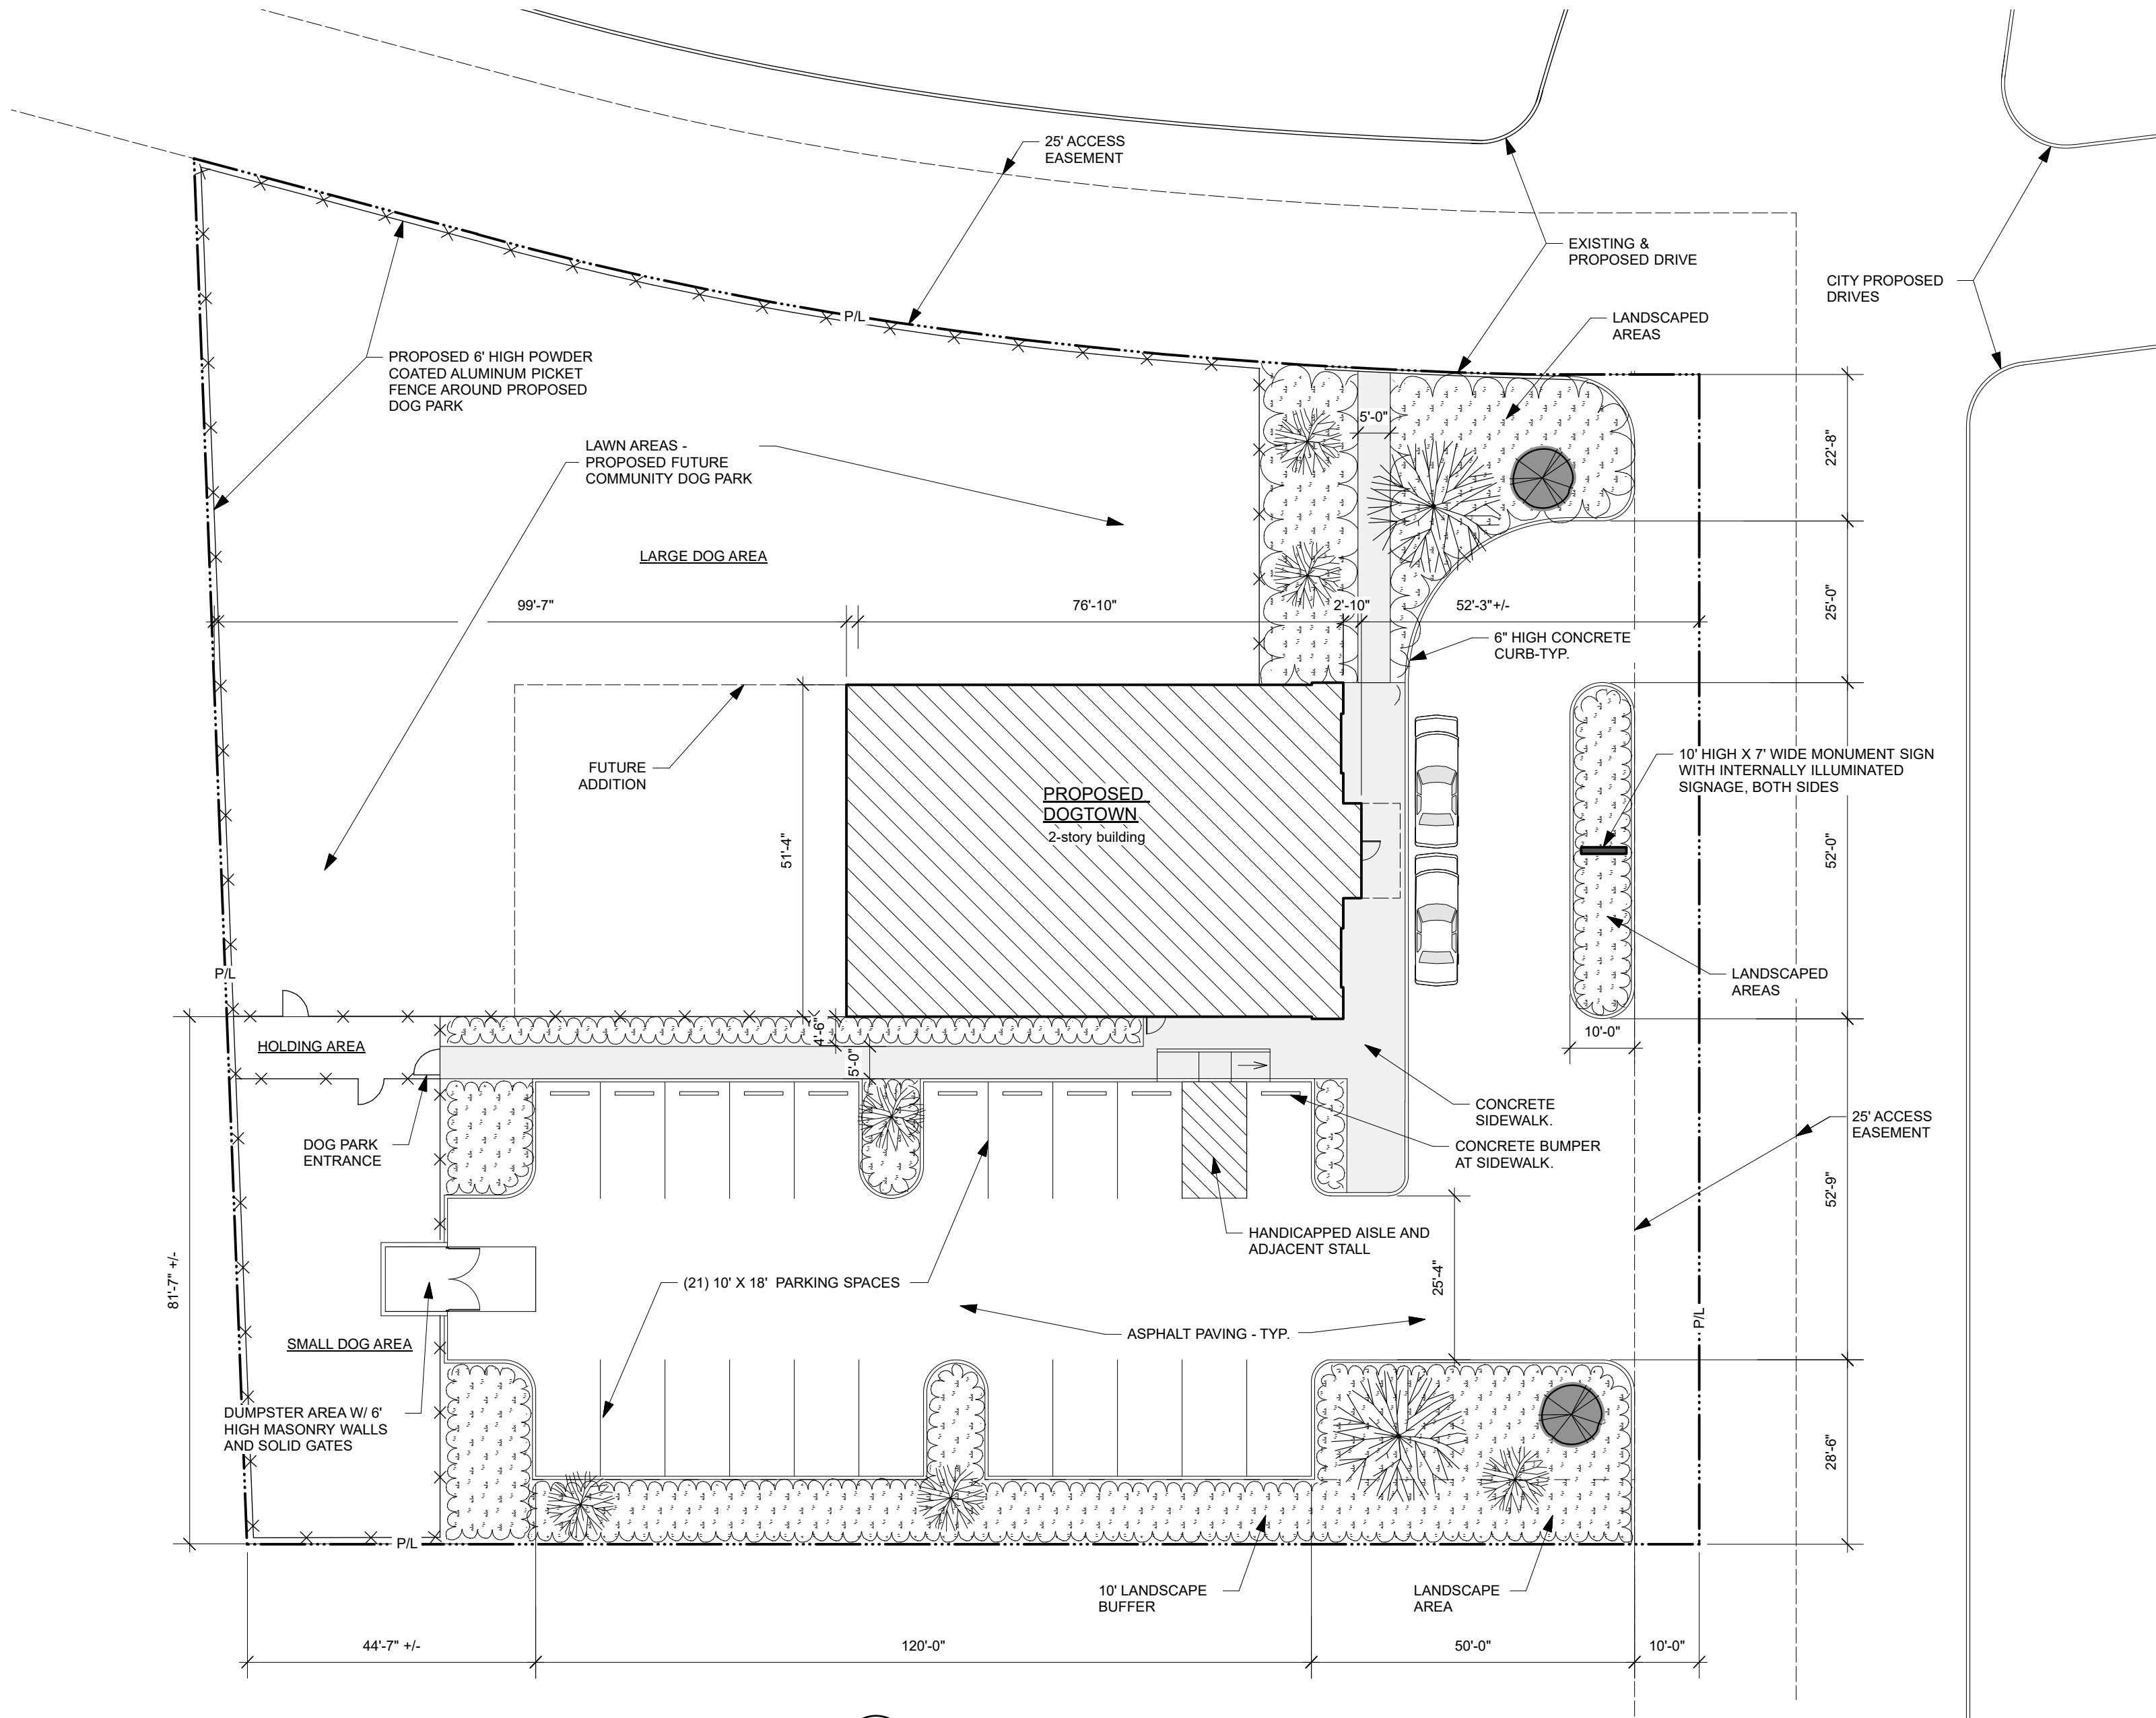 25' ACCESS
EASEMENT
EXISTING &
PROPOSED DRIVE
CITY PROPOSED
DRIVES
LANDSCAPED
AREAS
P/L
PROPOSED 6' HIGH POWDER
COATED ALUMINUM PICKET
FENCE AROUND PROPOSED
DOG PARK
5'-0"
22'-8"
LAWN AREAS -
PROPOSED FUTURE
COMMUNITY DOG PARK
LARGE DOG AREA
99'-7"
76'-10"
2'-10"
52'-3"+/-
25'-0"
6" HIGH CONCRETE
CURB-TYP.
FUTURE
ADDITION
10' HIGH X 7' WIDE MONUMENT SIGN
WITH INTERNALLY ILLUMINATED
SIGNAGE, BOTH SIDES
PROPOSED
DOGTOWN
2-story building
51'-4"
52'-0"
P/L
LANDSCAPED
AREAS
4'-6"
10'-0"
HOLDING AREA
5'-0"
CONCRETE
SIDEWALK.
25' ACCESS
EASEMENT
DOG PARK
ENTRANCE
CONCRETE BUMPER
AT SIDEWALK.
52'-9"
HANDICAPPED AISLE AND
ADJACENT STALL
81'-7" +/-
(21) 10' X 18' PARKING SPACES
25'-4"
P/L
ASPHALT PAVING - TYP.
SMALL DOG AREA
DUMPSTER AREA W/ 6'
HIGH MASONRY WALLS
AND SOLID GATES
28'-6"
P/L
10' LANDSCAPE
BUFFER
LANDSCAPE
AREA
44'-7" +/-
120'-0"
50'-0"
10'-0"